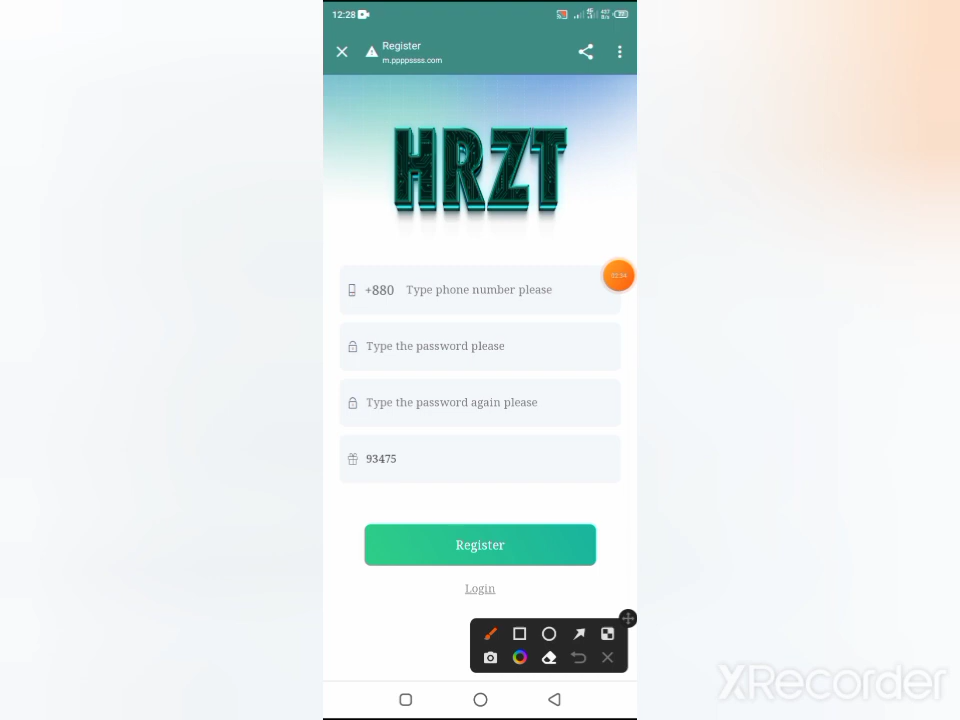 12:28
Register
m.ppppssss.com
HRZT
+880 Type phone number please
Type the password please
Type the password again please
93475
Register
Login
XRecorder